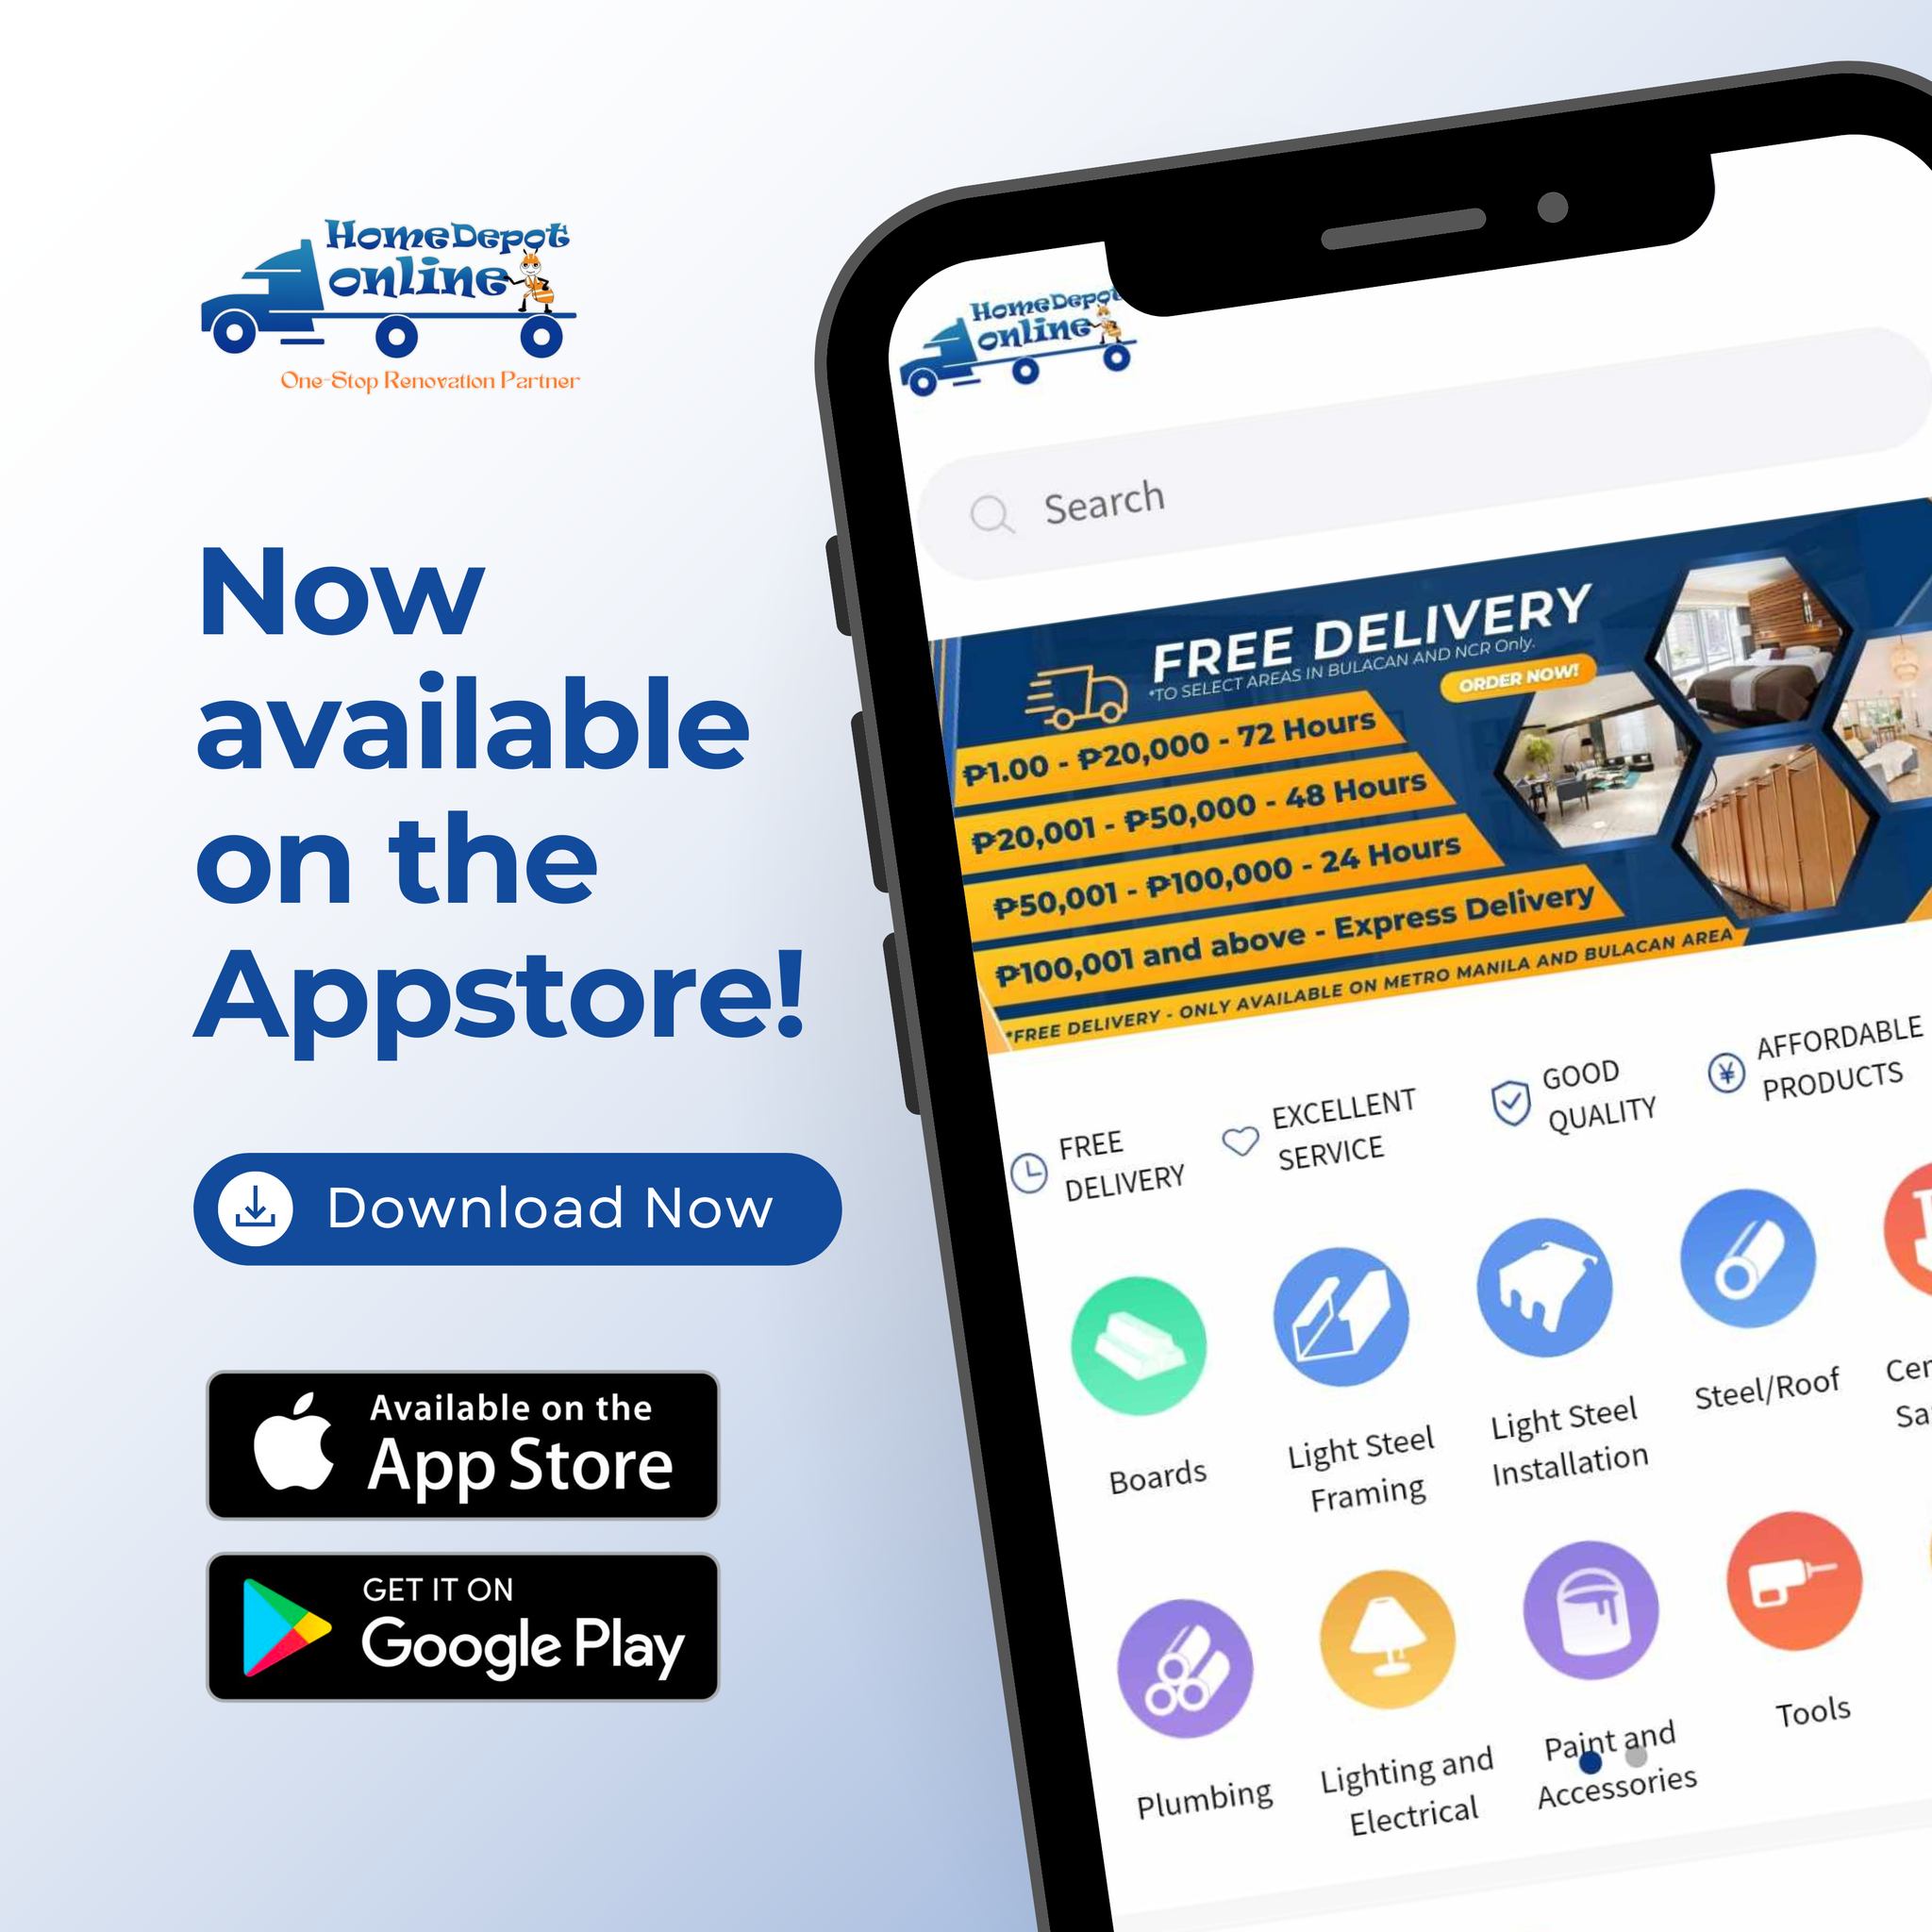 HomeDepot
online
One-Stop Renovation Partner
Now
available
on the
Appstore!
Download Now
Available on the
App Store
GET IT ON
Google Play
HomeDepot
online
Search
FREE DELIVERY
*TO SELECT AREAS IN BULACAN AND NCR Only.
ORDER NOW!
₱1.00 - ₱20,000 - 72 Hours
₱20,001 - ₱50,000 - 48 Hours
₱50,001 - ₱100,000 - 24 Hours
₱100,001 and above - Express Delivery
*FREE DELIVERY - ONLY AVAILABLE ON METRO MANILA AND BULACAN AREA
FREE
DELIVERY
EXCELLENT
SERVICE
GOOD
QUALITY
¥
AFFORDABLE
PRODUCTS
Boards
Light Steel
Framing
Light Steel
Installation
Steel/Roof
Plumbing
Lighting and
Electrical
Paint and
Accessories
Tools